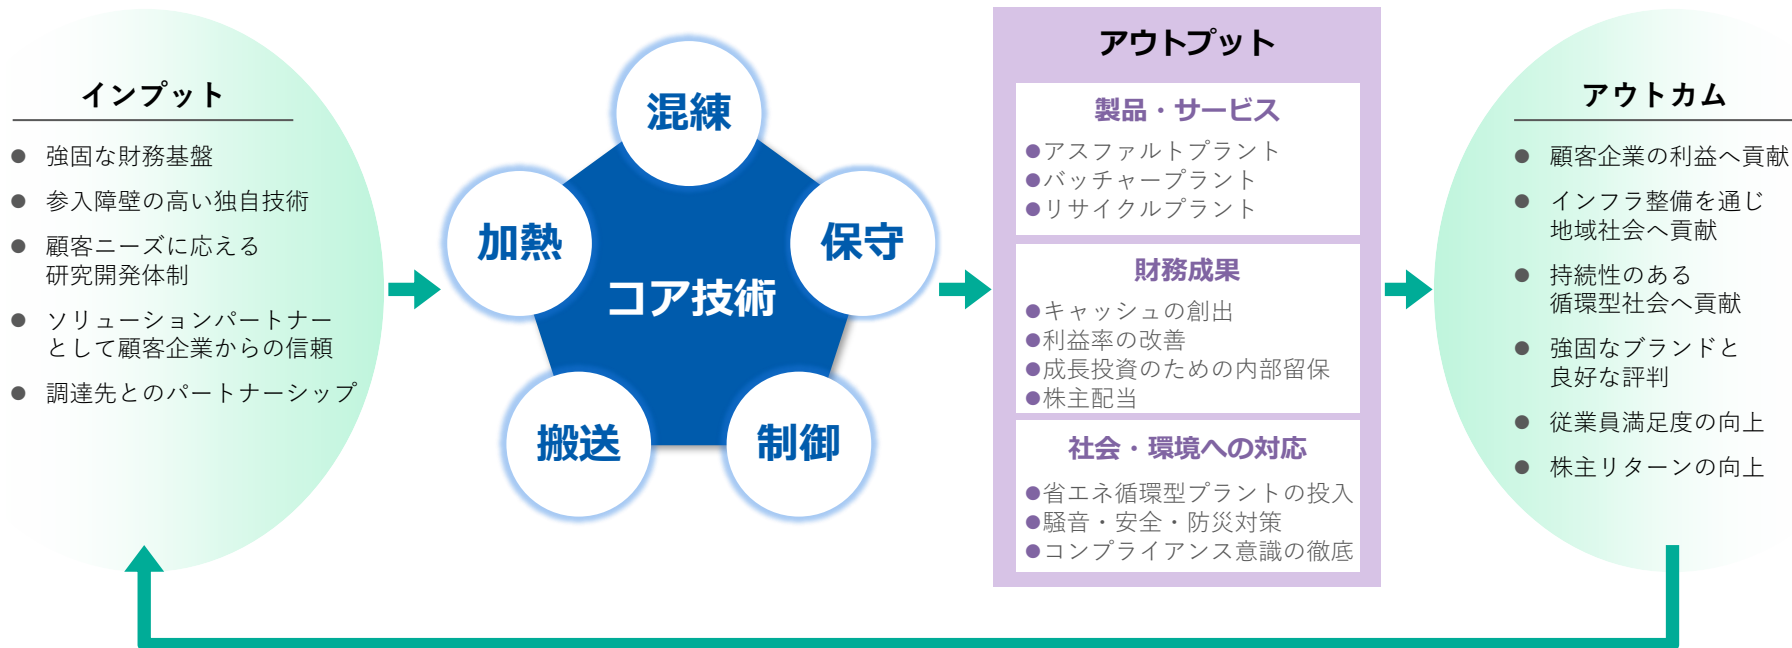 インプット
● 強固な財務基盤
● 参入障壁の高い独自技術
● 顧客ニーズに応える
研究開発体制
● ソリューションパートナー
として顧客企業からの信頼
● 調達先とのパートナーシップ
混練
加熱
保守
コア技術
搬送
制御
アウトプット
製品・サービス
●アスファルトプラント
●バッチャープラント
●リサイクルプラント
財務成果
●キャッシュの創出
●利益率の改善
●成長投資のための内部留保
●株主配当
社会・環境への対応
●省エネ循環型プラントの投入
●騒音・安全・防災対策
●コンプライアンス意識の徹底
アウトカム
● 顧客企業の利益へ貢献
● インフラ整備を通じ
地域社会へ貢献
● 持続性のある
循環型社会へ貢献
● 強固なブランドと
良好な評判
● 従業員満足度の向上
● 株主リターンの向上